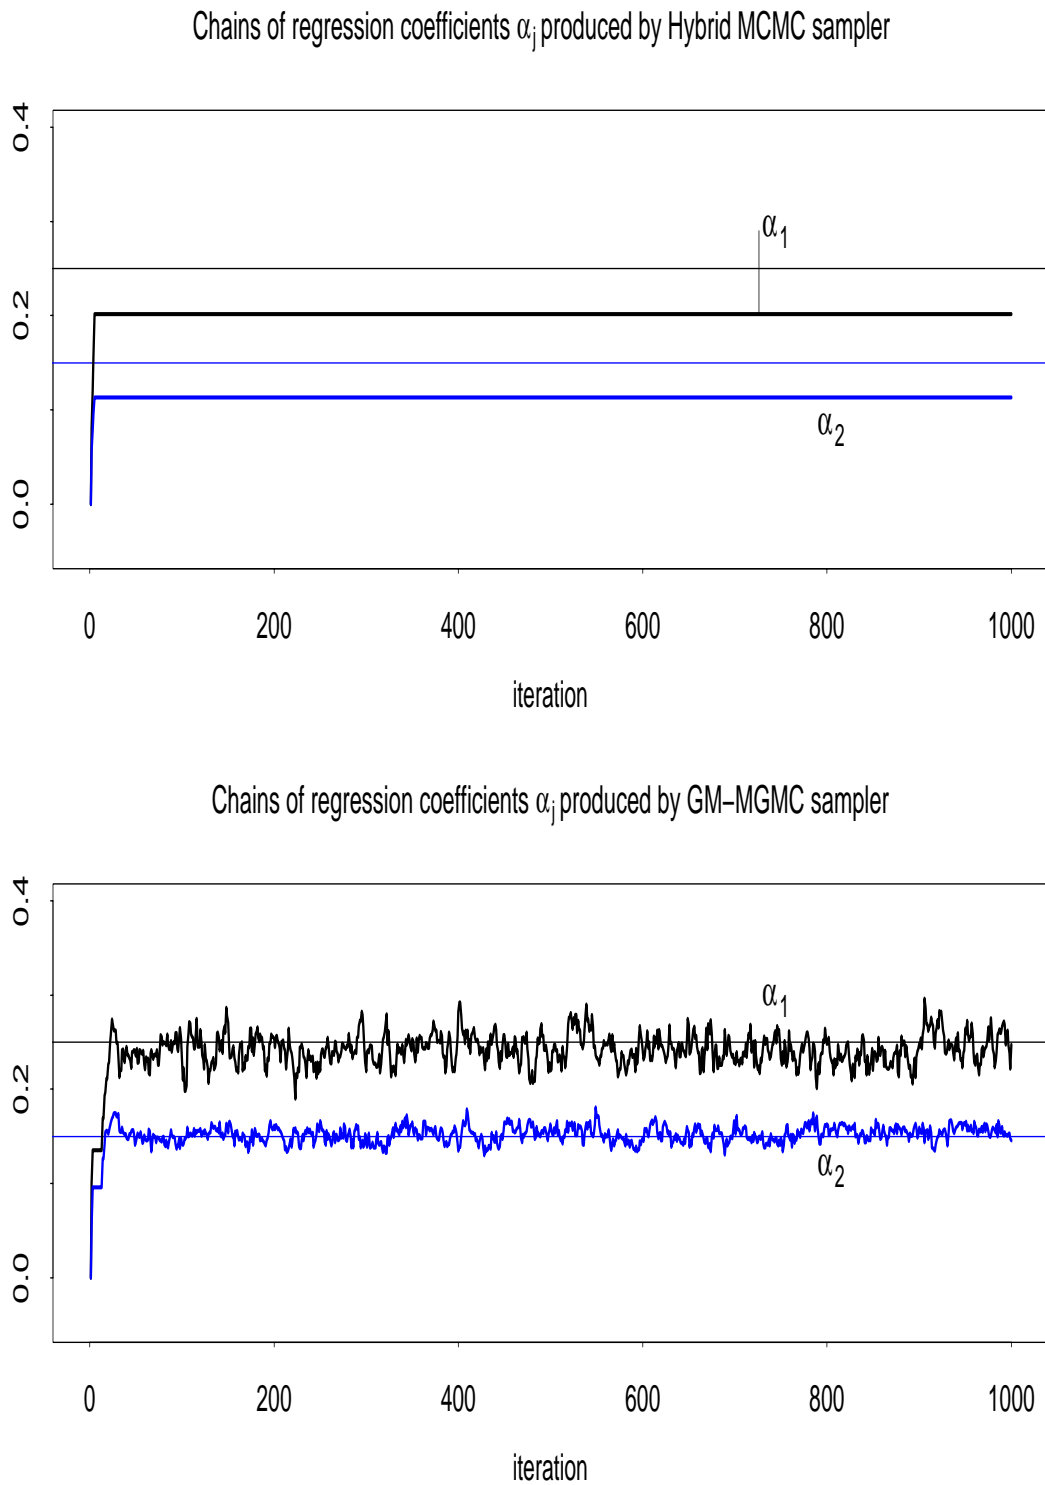 Chains of regression coefficients αj produced by Hybrid MCMC sampler
0.4
0.2
0.0
α1
α2
0 200 400 600 800 1000
iteration
Chains of regression coefficients αj produced by GM−MGMC sampler
0.4
0.2
0.0
α1
α2
0 200 400 600 800 1000
iteration